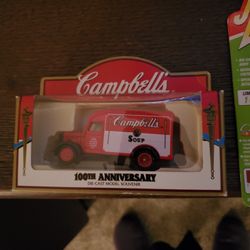 Campbell's
Campbell's
SOUP
100TH ANNIVERSARY
DIE CAST MODEL SOUVENIR